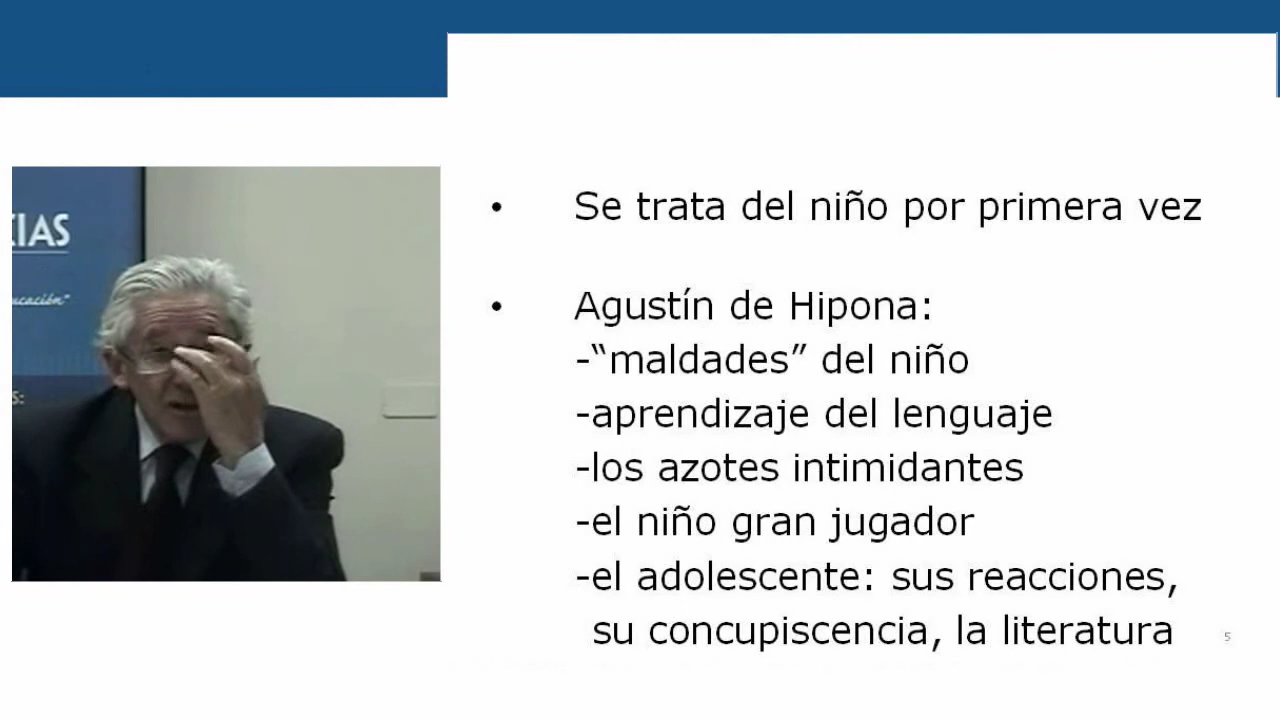 ucación"
S:
• Se trata del niño por primera vez
• Agustín de Hipona:
-“maldades” del niño
-aprendizaje del lenguaje
-los azotes intimidantes
-el niño gran jugador
-el adolescente: sus reacciones,
su concupiscencia, la literatura
5